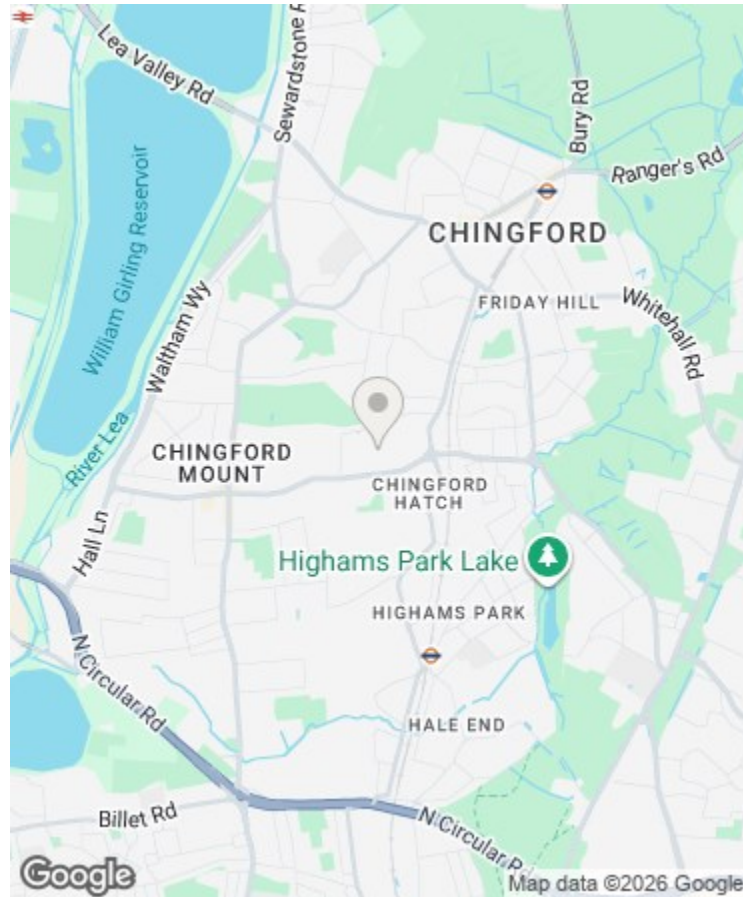 Lea Valley Rd
Sewardstone R
Bury Rd
Ranger's Rd
CHINGFORD
William Girling Reservoir
Waltham Wy
FRIDAY HILL
Whitehall Rd
River Lea
CHINGFORD
MOUNT
CHINGFORD
HATCH
Hall Ln
Highams Park Lake
HIGHAMS PARK
N Circular Rd
HALE END
Billet Rd
N Circular Rd
Google
Map data ©2026 Google